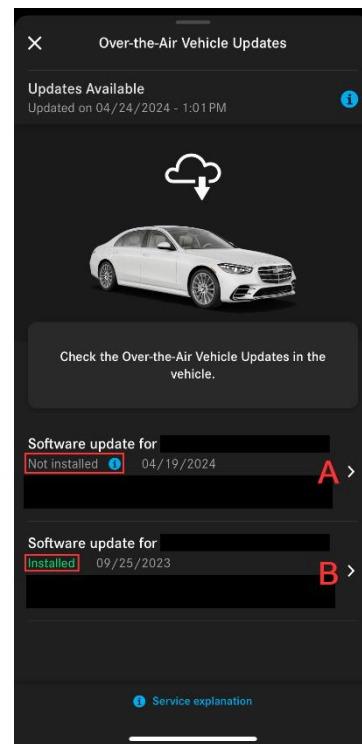 Over-the-Air Vehicle Updates
Updates Available
Updated on 04/24/2024 - 1:01 PM
Check the Over-the-Air Vehicle Updates in the
vehicle.
Software update for
Not installed 04/19/2024
A
Software update for
Installed 09/25/2023
B
Service explanation